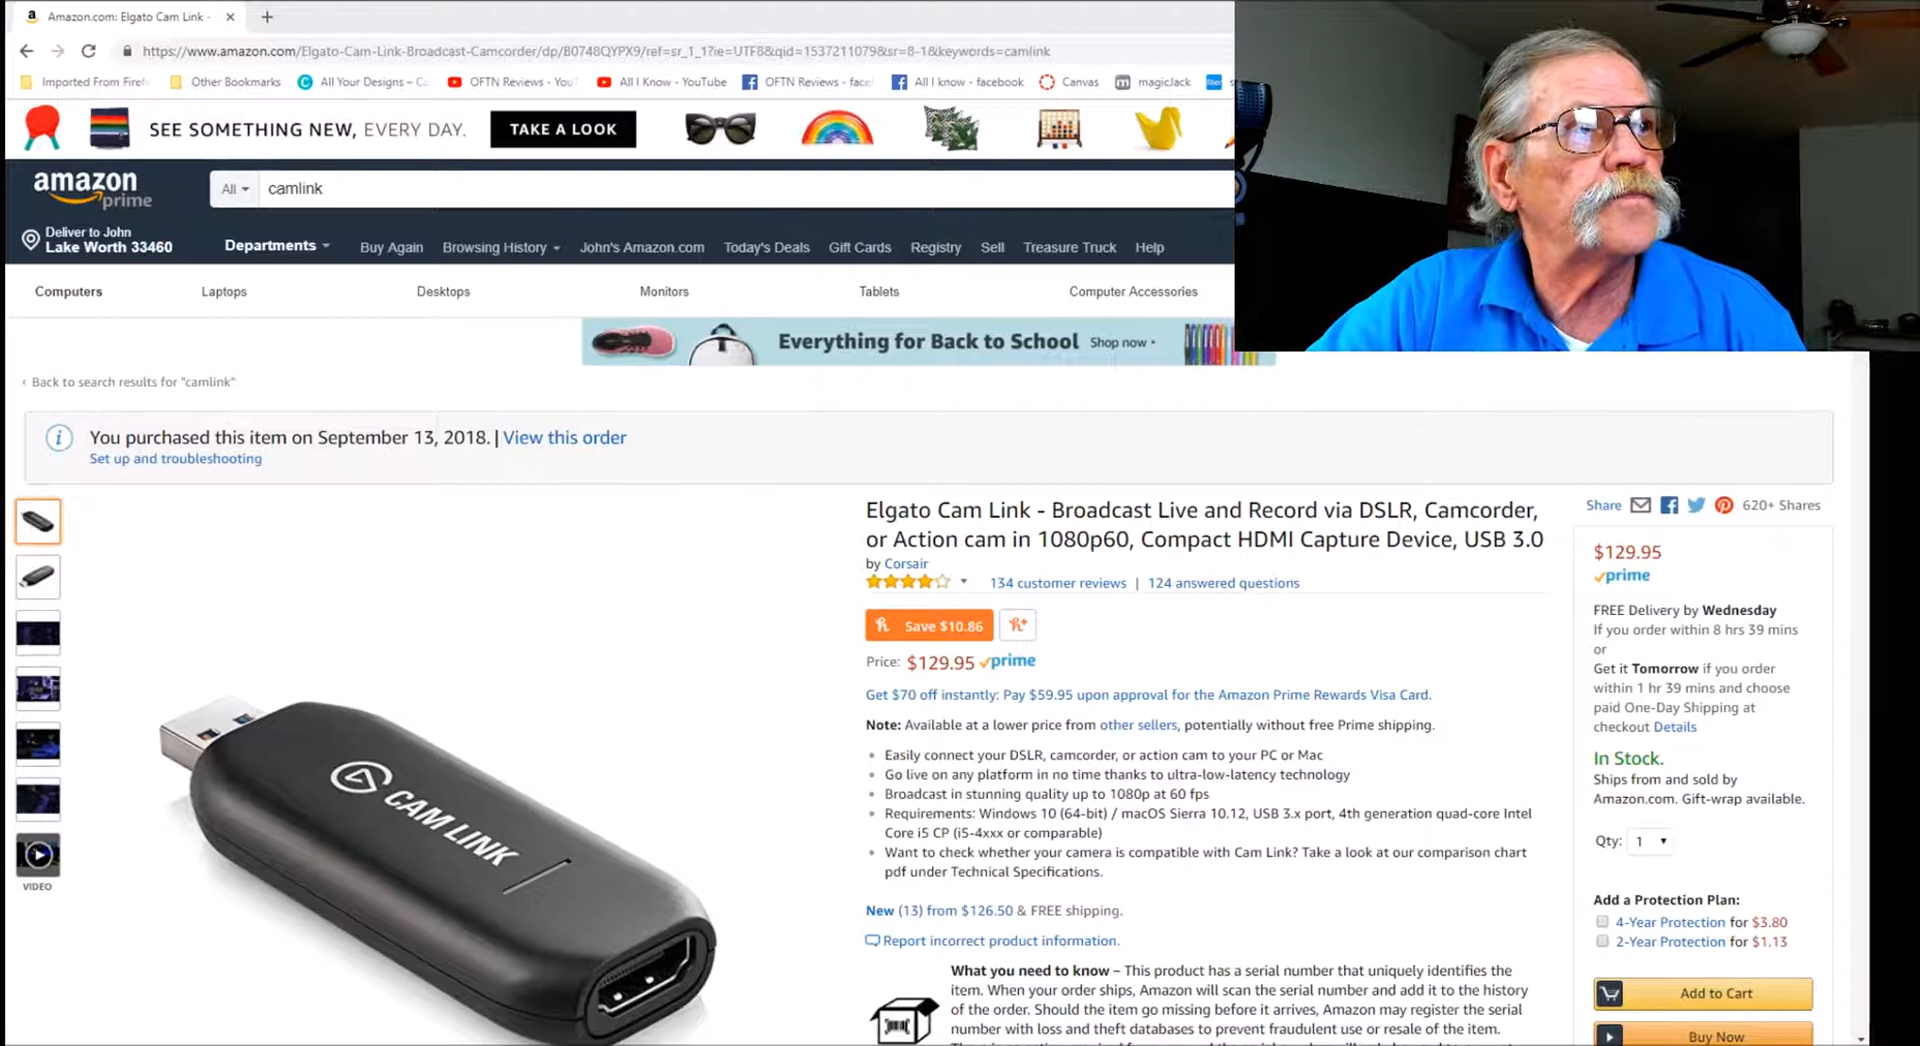 Amazon.com: Elgato Cam Link -
https://www.amazon.com/Elgato-Cam-Link-Broadcast-Camcorder/dp/B0748QYPX9/ref=sr_1_1?ie=UTF8&qid=1537211079&sr=8-1&keywords=camlink
Imported From Firef Other Bookmarks All Your Designs – Ca OFTN Reviews - YouT All I Know - YouTube OFTN Reviews - face All I know - facebook Canvas magicJack
SEE SOMETHING NEW, EVERY DAY. TAKE A LOOK
amazon prime
All camlink
Deliver to John
Lake Worth 33460
Departments Buy Again Browsing History John's Amazon.com Today's Deals Gift Cards Registry Sell Treasure Truck Help
Computers Laptops Desktops Monitors Tablets Computer Accessories
Everything for Back to School Shop now
‹ Back to search results for "camlink"
You purchased this item on September 13, 2018. | View this order
Set up and troubleshooting
VIDEO
CAM LINK
Elgato Cam Link - Broadcast Live and Record via DSLR, Camcorder,
or Action cam in 1080p60, Compact HDMI Capture Device, USB 3.0
by Corsair
134 customer reviews | 124 answered questions
Save $10.86
Price: $129.95 prime
Get $70 off instantly: Pay $59.95 upon approval for the Amazon Prime Rewards Visa Card.
Note: Available at a lower price from other sellers, potentially without free Prime shipping.
• Easily connect your DSLR, camcorder, or action cam to your PC or Mac
• Go live on any platform in no time thanks to ultra-low-latency technology
• Broadcast in stunning quality up to 1080p at 60 fps
• Requirements: Windows 10 (64-bit) / macOS Sierra 10.12, USB 3.x port, 4th generation quad-core Intel
Core i5 CP (i5-4xxx or comparable)
• Want to check whether your camera is compatible with Cam Link? Take a look at our comparison chart
pdf under Technical Specifications.
New (13) from $126.50 & FREE shipping.
Report incorrect product information.
What you need to know – This product has a serial number that uniquely identifies the
item. When your order ships, Amazon will scan the serial number and add it to the history
of the order. Should the item go missing before it arrives, Amazon may register the serial
number with loss and theft databases to prevent fraudulent use or resale of the item.
Share 620+ Shares
$129.95
prime
FREE Delivery by Wednesday
If you order within 8 hrs 39 mins
or
Get it Tomorrow if you order
within 1 hr 39 mins and choose
paid One-Day Shipping at
checkout Details
In Stock.
Ships from and sold by
Amazon.com. Gift-wrap available.
Qty: 1
Add a Protection Plan:
4-Year Protection for $3.80
2-Year Protection for $1.13
Add to Cart
Buy Now